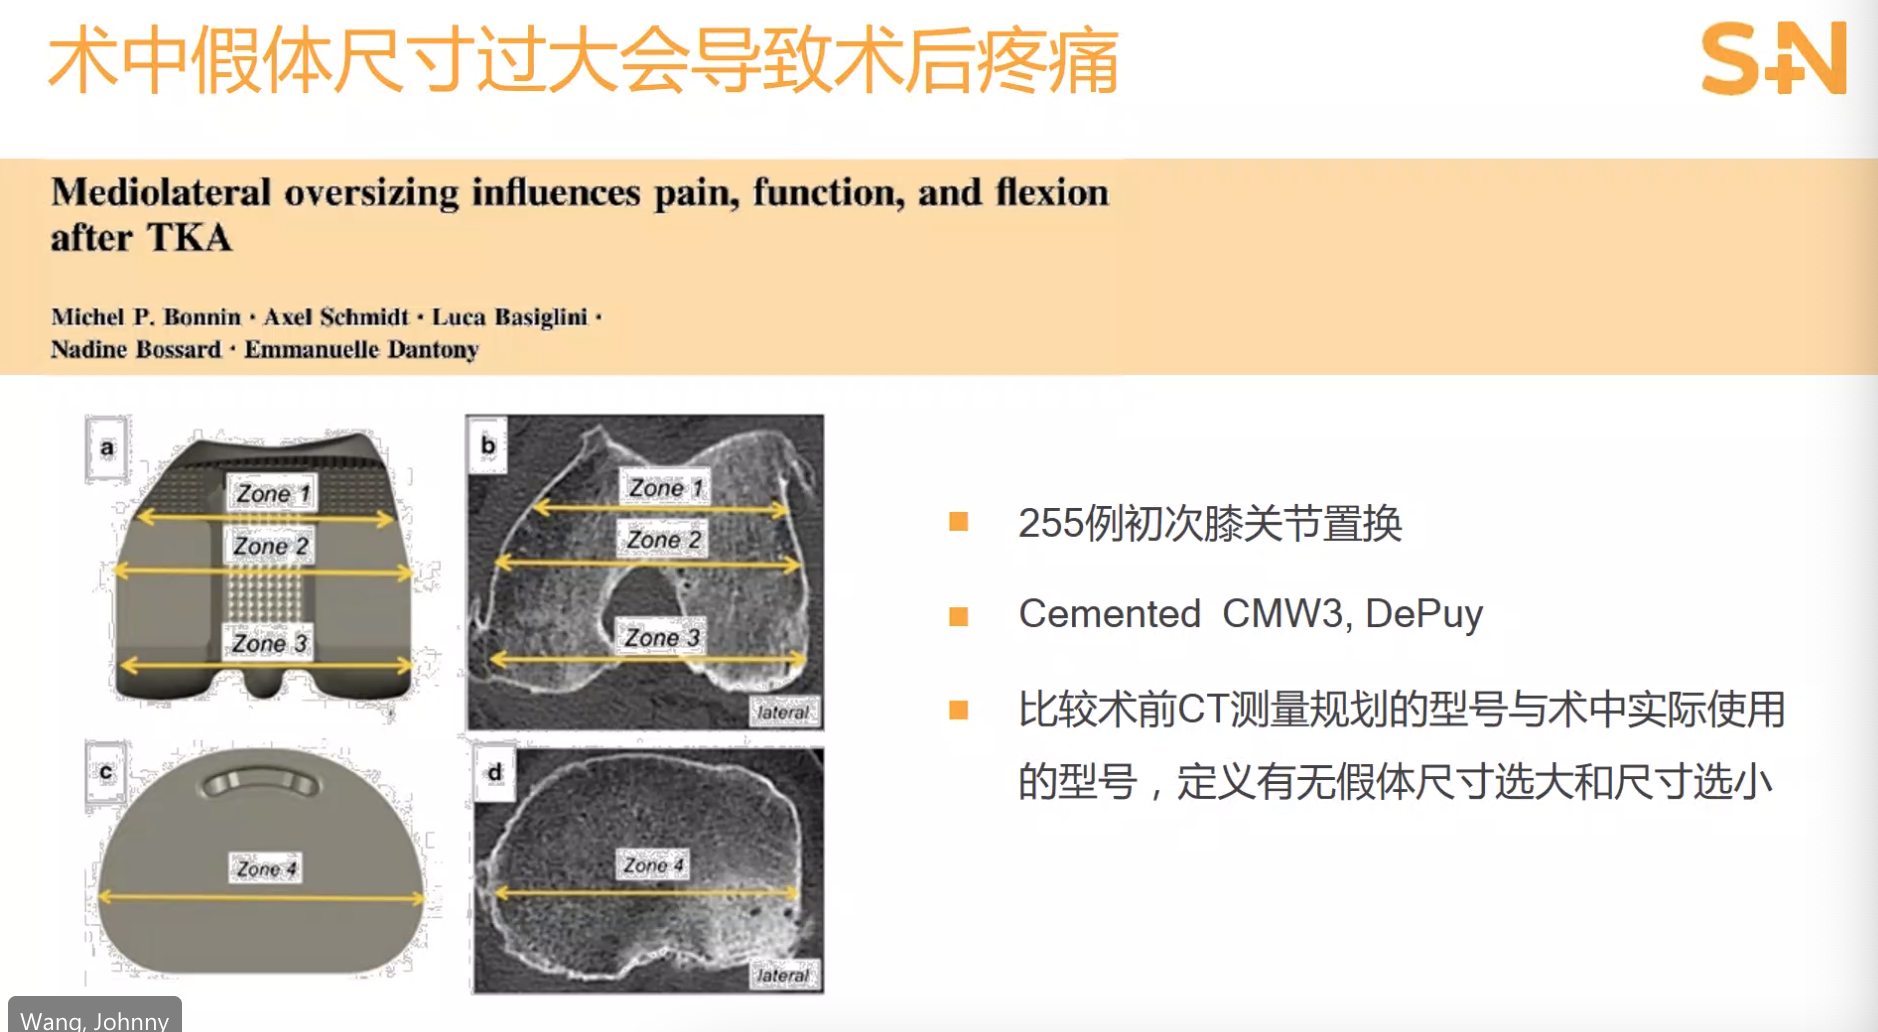 术中假体尺寸过大会导致术后疼痛
S+N
Mediolateral oversizing influences pain, function, and flexion
after TKA
Michel P. Bonnin · Axel Schmidt · Luca Basiglini ·
Nadine Bossard · Emmanuelle Dantony
a
Zone 1
Zone 2
Zone 3
b
Zone 1
Zone 2
Zone 3
lateral
c
Zone 4
d
Zone 4
lateral
255例初次膝关节置换
Cemented CMW3, DePuy
比较术前CT测量规划的型号与术中实际使用
的型号，定义有无假体尺寸选大和尺寸选小
Wang, Johnny